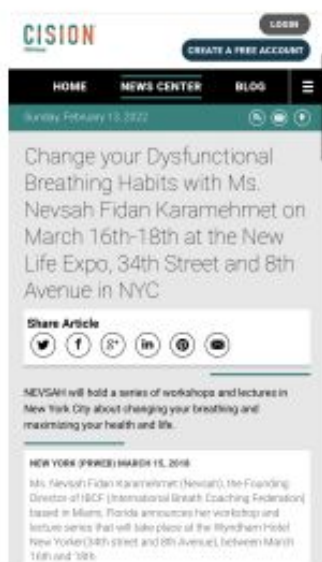 CISION
PRWeb
LOGIN
CREATE A FREE ACCOUNT
HOME NEWS CENTER BLOG
Sunday, February 13, 2022
Change your Dysfunctional
Breathing Habits with Ms.
Nevsah Fidan Karamehmet on
March 16th-18th at the New
Life Expo, 34th Street and 8th
Avenue in NYC
Share Article
NEVSAH will hold a series of workshops and lectures in
New York City about changing your breathing and
maximizing your health and life.
NEW YORK (PRWEB) MARCH 15, 2018
Ms. Nevsah Fidan Karamehmet (Nevsah), the Founding
Director of IBCF (International Breath Coaching Federation)
based in Miami, Florida announces her workshop and
lecture series that will take place at the Wyndham Hotel
New Yorker(34th street and 8th Avenue), between March
16th and 18th.